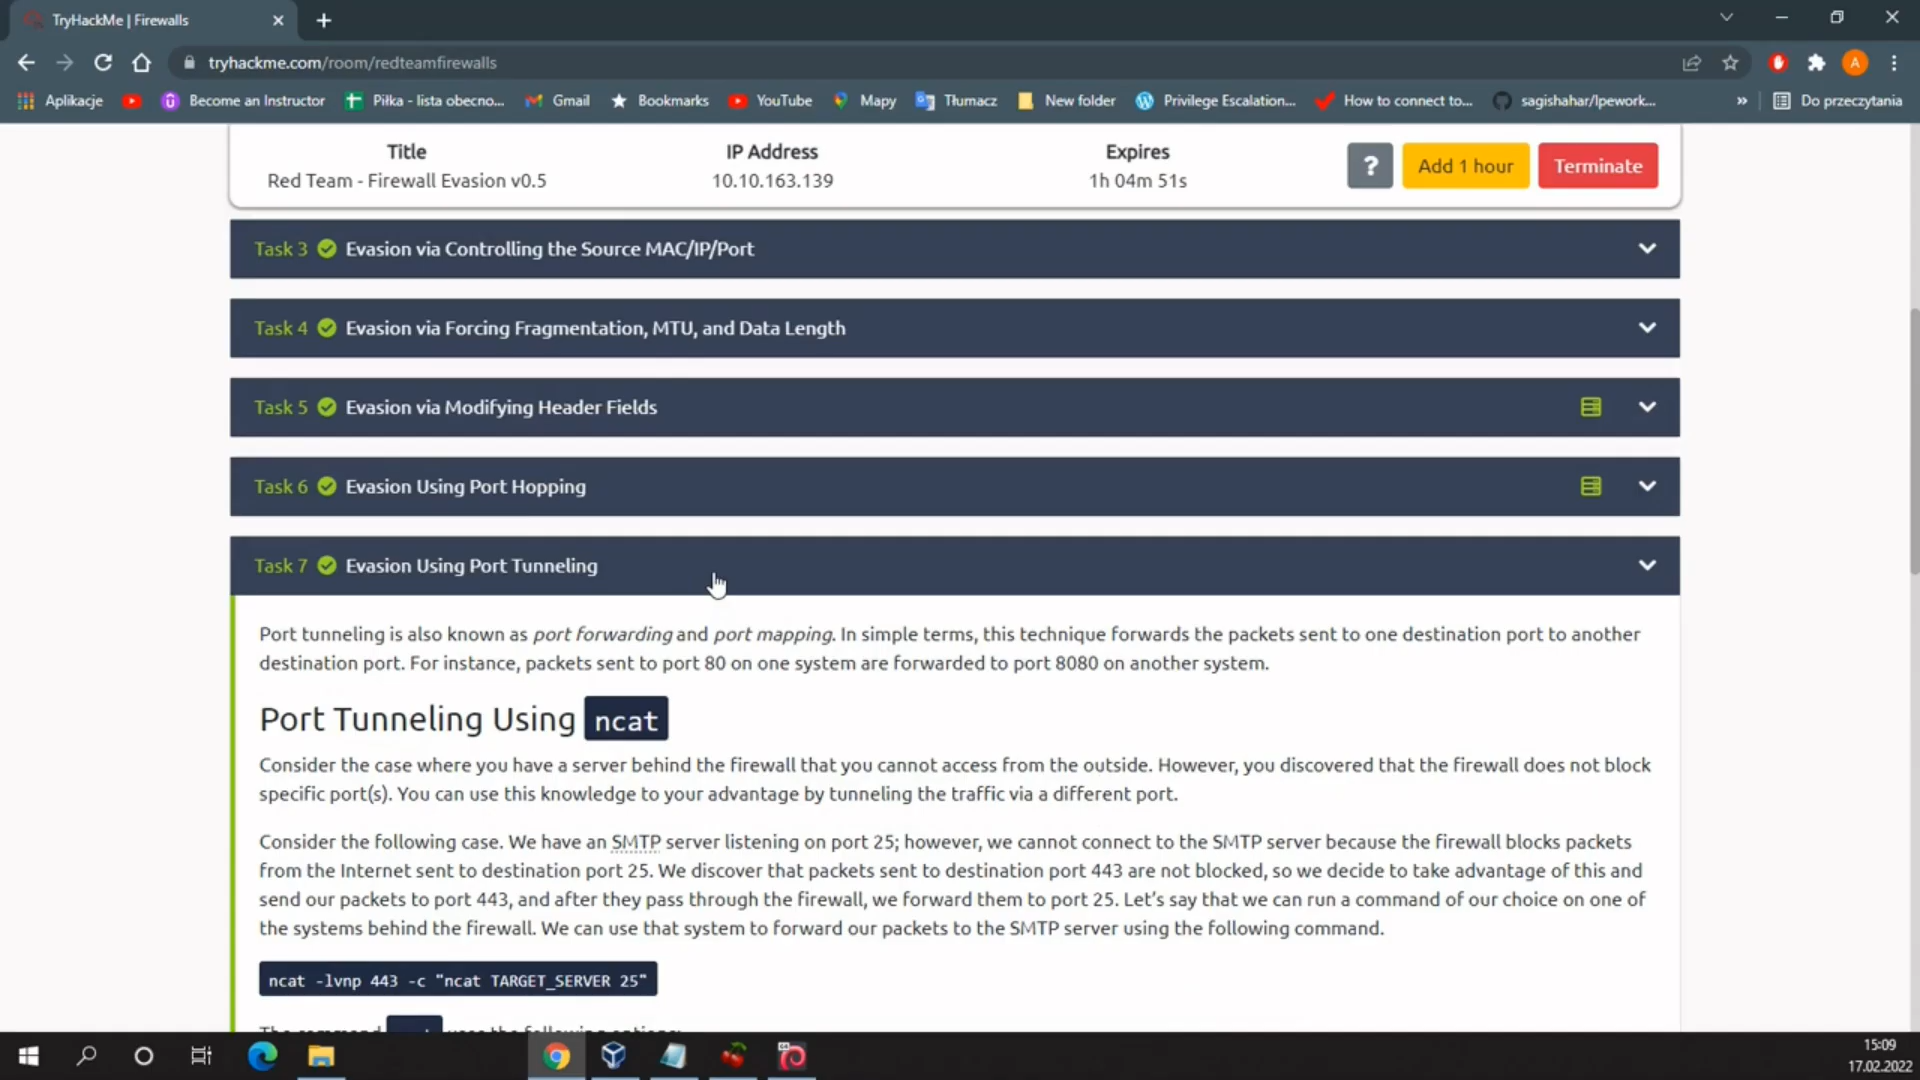 TryHackMe | Firewalls
tryhackme.com/room/redteamfirewalls
A
Aplikacje
Become an Instructor
Piłka - lista obecno...
Gmail
Bookmarks
YouTube
Mapy
Tłumacz
New folder
Privilege Escalation...
How to connect to...
sagishahar/lpework...
»
Do przeczytania
Title
IP Address
Expires
Red Team - Firewall Evasion v0.5
10.10.163.139
1h 04m 51s
?
Add 1 hour
Terminate
Task 3 Evasion via Controlling the Source MAC/IP/Port
Task 4 Evasion via Forcing Fragmentation, MTU, and Data Length
Task 5 Evasion via Modifying Header Fields
Task 6 Evasion Using Port Hopping
Task 7 Evasion Using Port Tunneling
Port tunneling is also known as port forwarding and port mapping. In simple terms, this technique forwards the packets sent to one destination port to another
destination port. For instance, packets sent to port 80 on one system are forwarded to port 8080 on another system.
Port Tunneling Using ncat
Consider the case where you have a server behind the firewall that you cannot access from the outside. However, you discovered that the firewall does not block
specific port(s). You can use this knowledge to your advantage by tunneling the traffic via a different port.
Consider the following case. We have an SMTP server listening on port 25; however, we cannot connect to the SMTP server because the firewall blocks packets
from the Internet sent to destination port 25. We discover that packets sent to destination port 443 are not blocked, so we decide to take advantage of this and
send our packets to port 443, and after they pass through the firewall, we forward them to port 25. Let's say that we can run a command of our choice on one of
the systems behind the firewall. We can use that system to forward our packets to the SMTP server using the following command.
ncat -lvnp 443 -c "ncat TARGET_SERVER 25"
The command uses the following options:
15:09
17.02.2022